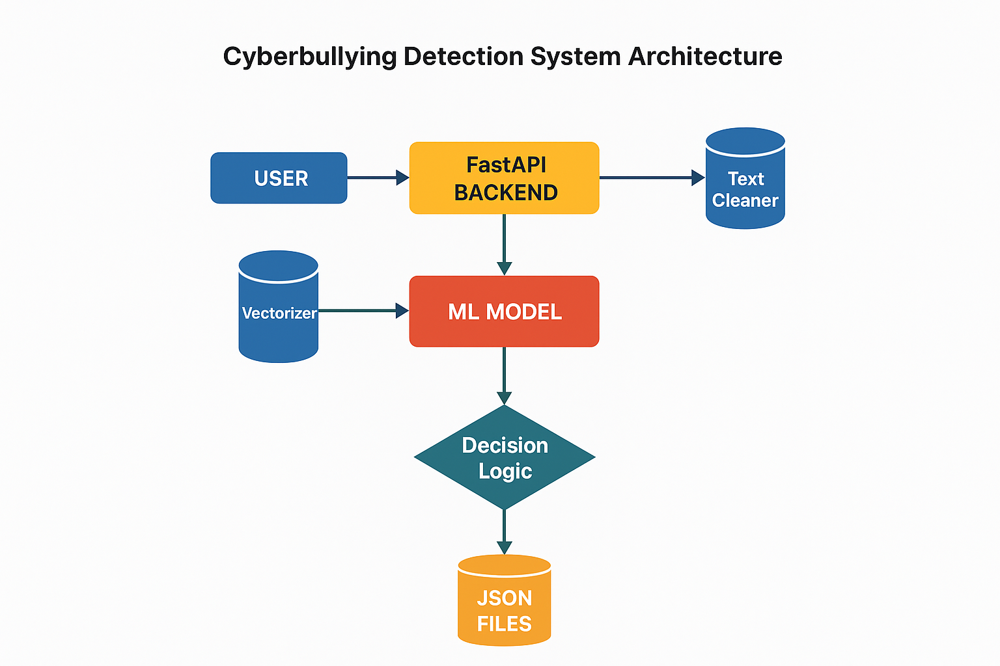 Cyberbullying Detection System Architecture
USER
FastAPI
BACKEND
Text
Cleaner
Vectorizer
ML MODEL
Decision
Logic
JSON
FILES